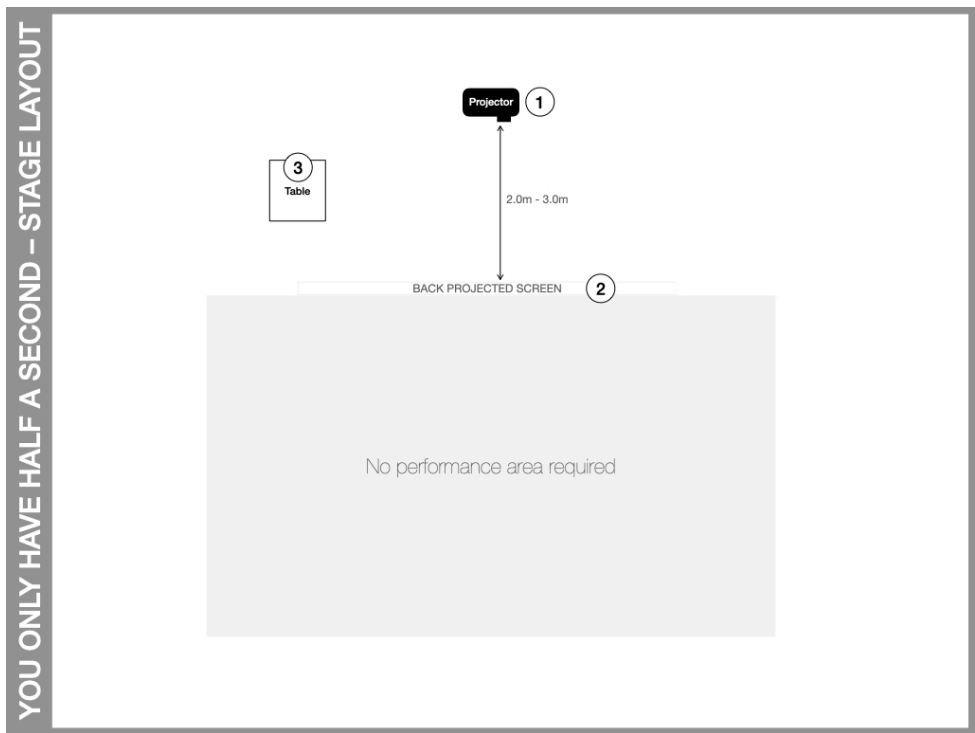 YOU ONLY HAVE HALF A SECOND – STAGE LAYOUT
Projector 1
3
Table
2.0m - 3.0m
BACK PROJECTED SCREEN 2
No performance area required